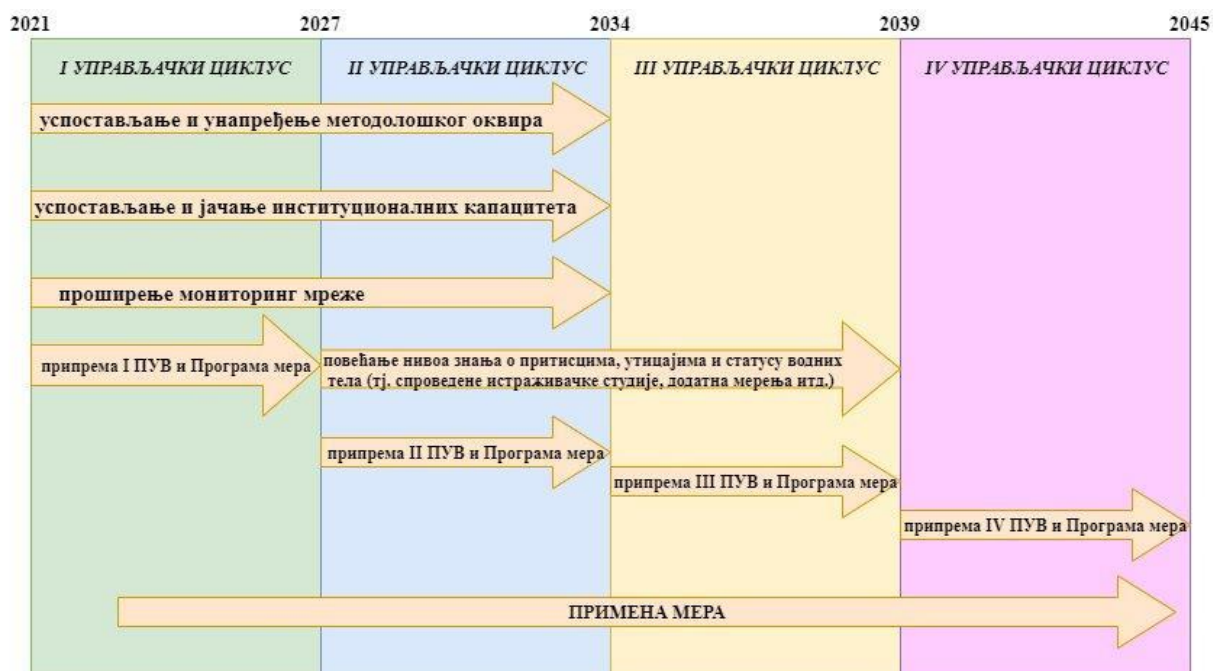 2021 2027 2034 2039 2045
I УПРАВЉАЧКИ ЦИКЛУС II УПРАВЉАЧКИ ЦИКЛУС III УПРАВЉАЧКИ ЦИКЛУС IV УПРАВЉАЧКИ ЦИКЛУС
успостављање и унапређење методолошког оквира
успостављање и јачање институционалних капацитета
проширење мониторинг мреже
припрема I ПУВ и Програма мера
повећање нивоа знања о притисцима, утицајима и статусу водних
тела (тј. спроведене истраживачке студије, додатна мерења итд.)
припрема II ПУВ и Програма мера
припрема III ПУВ и Програма мера
припрема IV ПУВ и Програма мера
ПРИМЕНА МЕРА